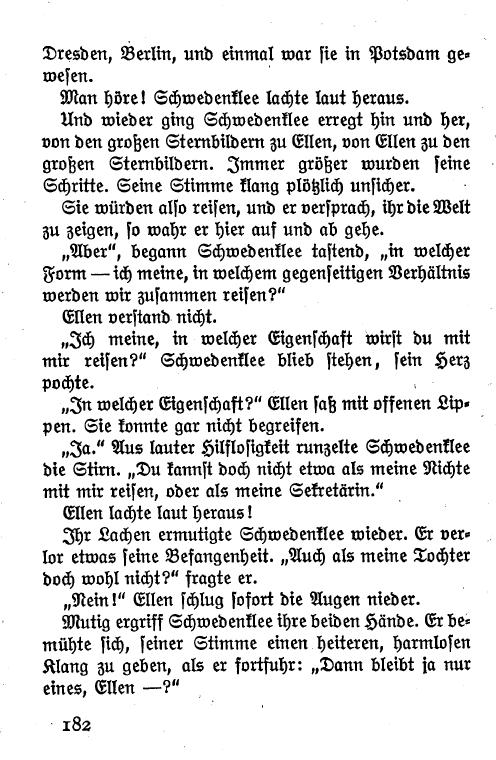 Dresden, Berlin, und einmal war sie in Potsdam ge-
wesen.
Man höre! Schwedenklee lachte laut heraus.
Und wieder ging Schwedenklee erregt hin und her,
von den großen Sternbildern zu Ellen, von Ellen zu den
großen Sternbildern. Immer größer wurden seine
Schritte. Seine Stimme klang plötzlich unsicher.
Sie würden also reisen, und er versprach, ihr die Welt
zu zeigen, so wahr er hier auf und ab gehe.
„Aber“, begann Schwedenklee tastend, „in welcher
Form — ich meine, in welchem gegenseitigen Verhältnis
werden wir zusammen reisen?“
Ellen verstand nicht.
„Ich meine, in welcher Eigenschaft wirst du mit
mir reisen?“ Schwedenklee blieb stehen, sein Herz
pochte.
„In welcher Eigenschaft?“ Ellen saß mit offenen Lip-
pen. Sie konnte gar nicht begreifen.
„Ja.“ Aus lauter Hilflosigkeit runzelte Schwedenklee
die Stirn. „Du kannst doch nicht etwa als meine Nichte
mit mir reisen, oder als meine Sekretärin.“
Ellen lachte laut heraus!
Ihr Lachen ermutigte Schwedenklee wieder. Er ver-
lor etwas seine Befangenheit. „Auch als meine Tochter
doch wohl nicht?“ fragte er.
„Nein!“ Ellen schlug sofort die Augen nieder.
Mutig ergriff Schwedenklee ihre beiden Hände. Er be-
mühte sich, seiner Stimme einen heiteren, harmlosen
Klang zu geben, als er fortfuhr: „Dann bleibt ja nur
eines, Ellen —?“
182